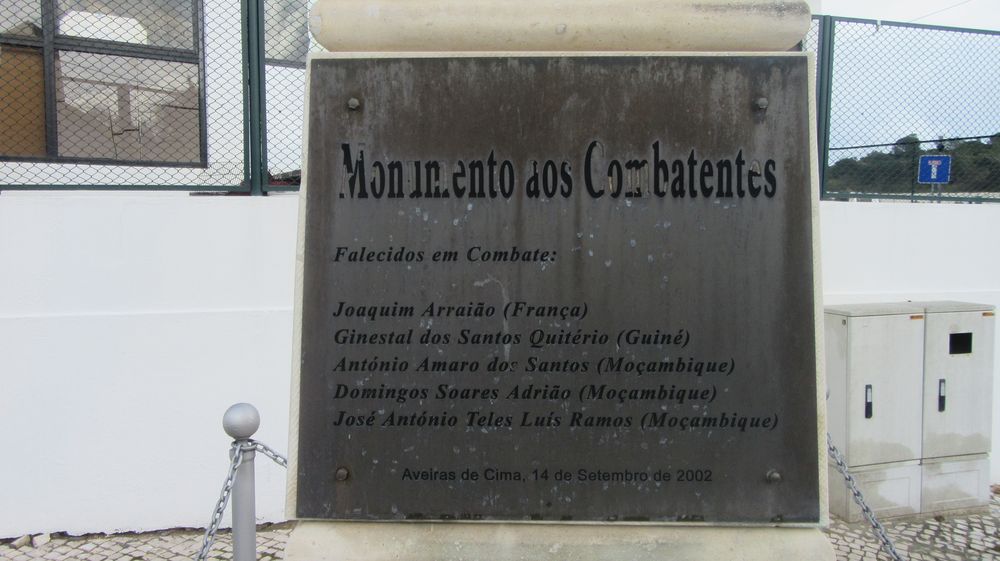 Monumento aos Combatentes
Falecidos em Combate:
Joaquim Arraião (França)
Ginestal dos Santos Quitério (Guiné)
António Amaro dos Santos (Moçambique)
Domingos Soares Adrião (Moçambique)
José António Teles Luís Ramos (Moçambique)
Aveiras de Cima, 14 de Setembro de 2002